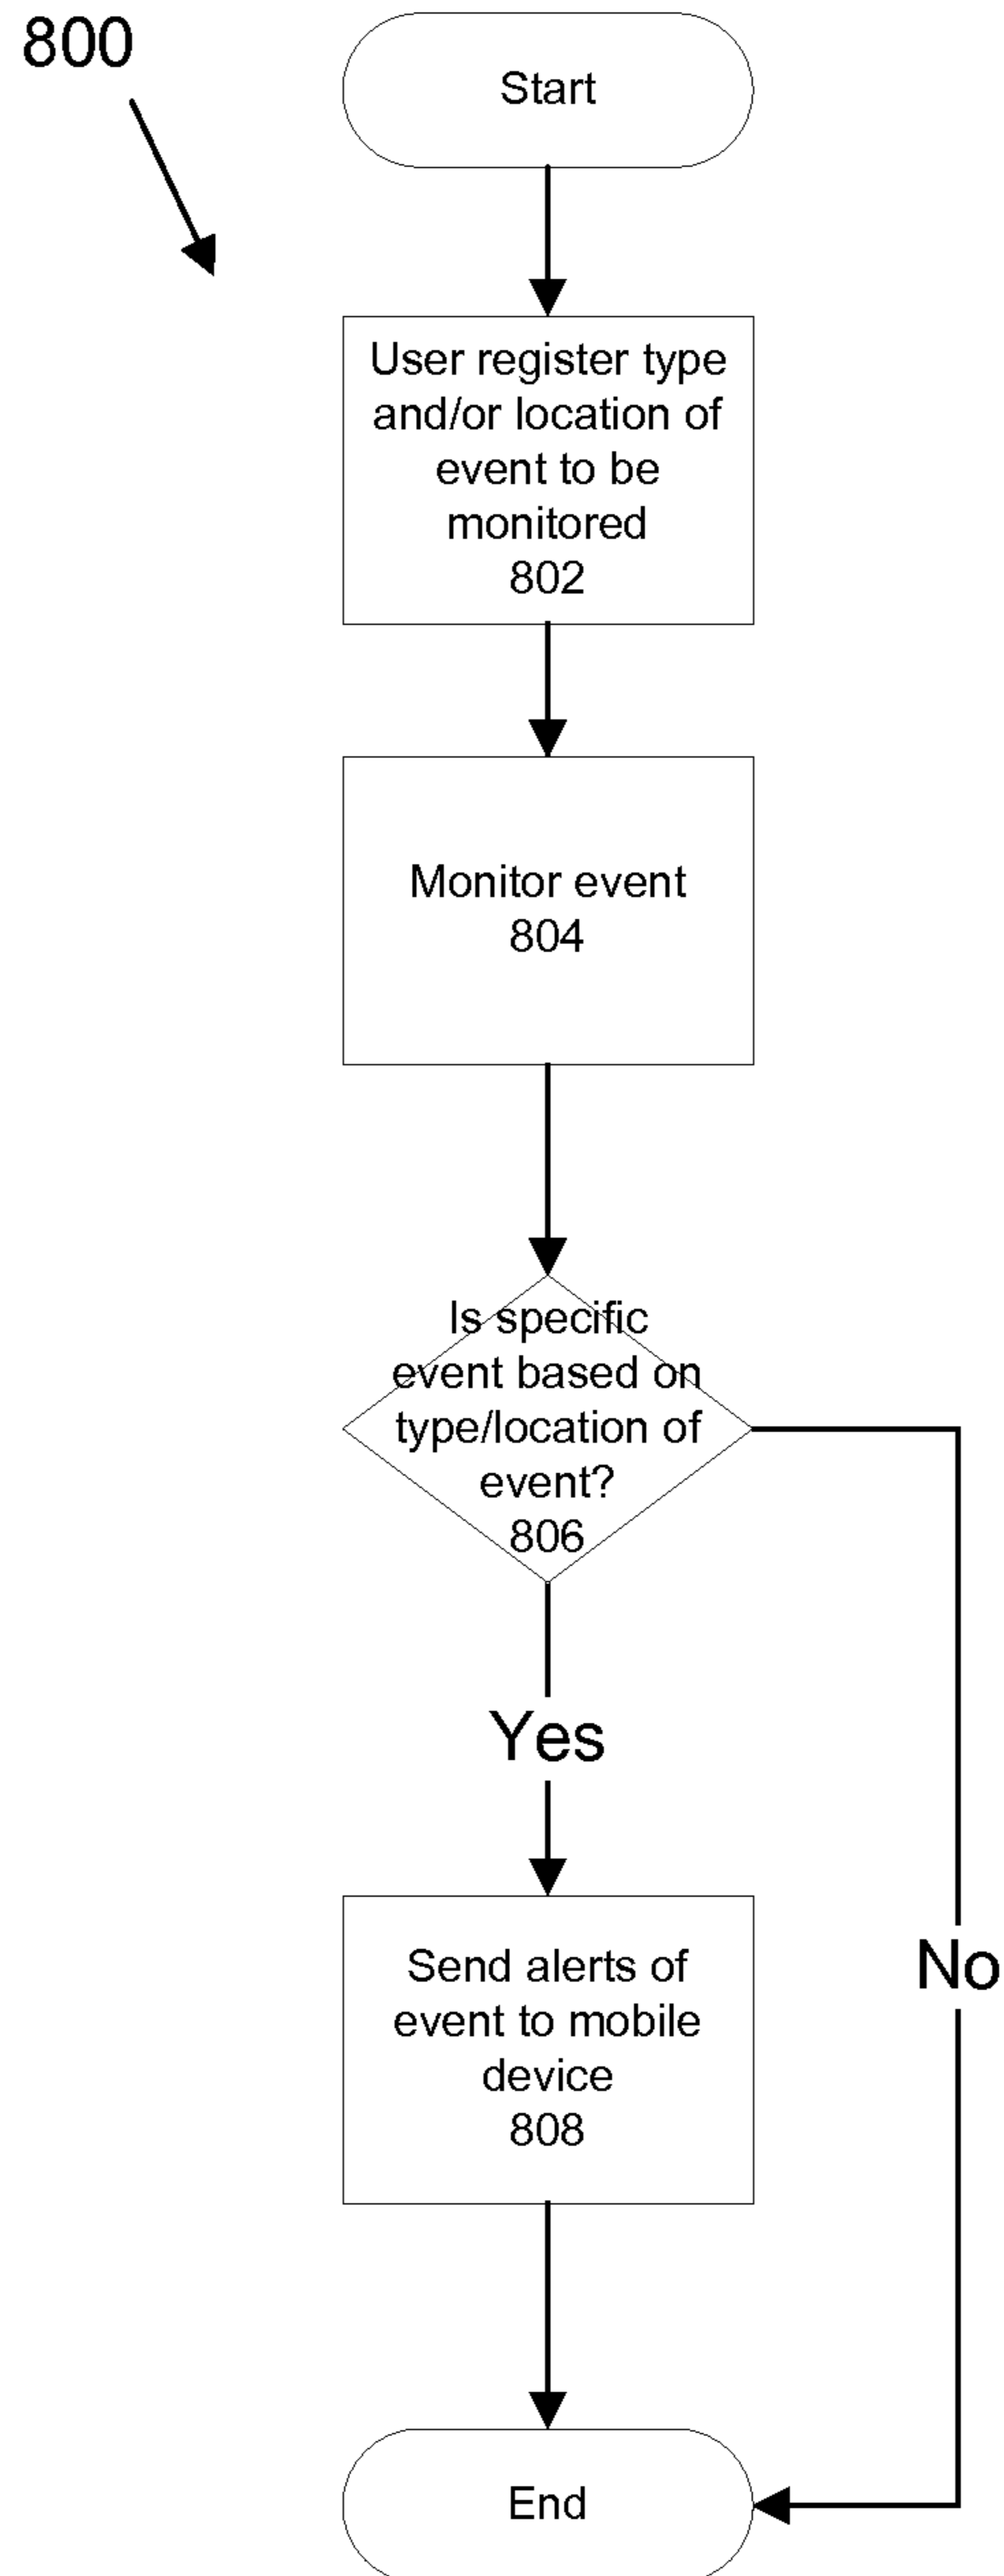 800
Start
User register type
and/or location of
event to be
monitored
802
Monitor event
804
Is specific
event based on
type/location of
event?
806
Yes
Send alerts of
event to mobile
device
808
No
End